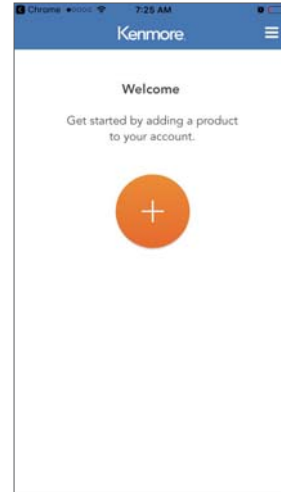 Chrome 7:25 AM
Kenmore
Welcome
Get started by adding a product
to your account.
+